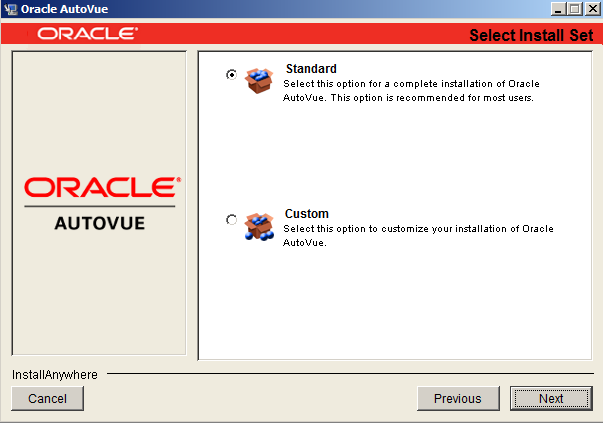 Oracle AutoVue
ORACLE®
Select Install Set
ORACLE®
AUTOVUE
Standard
Select this option for a complete installation of Oracle
AutoVue. This option is recommended for most users.
Custom
Select this option to customize your installation of Oracle
AutoVue.
InstallAnywhere
Cancel
Previous
Next